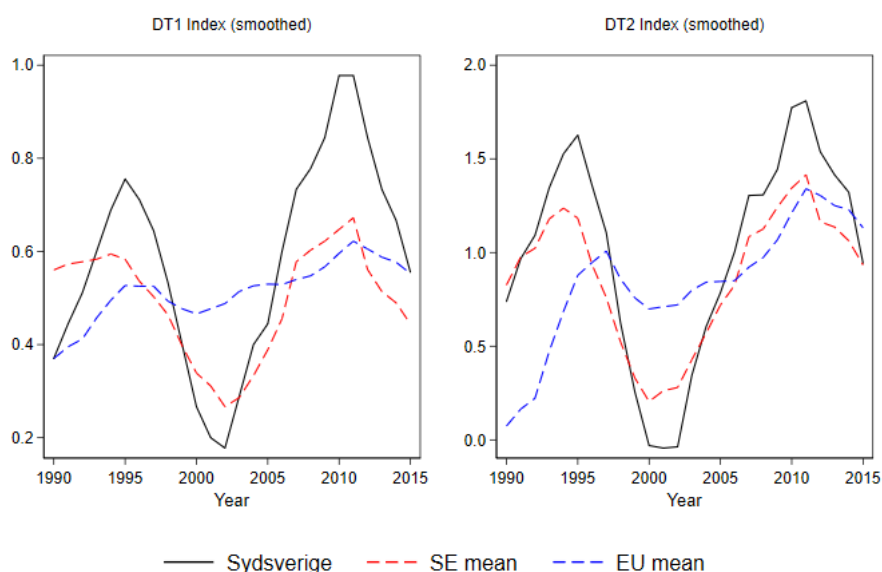 DT1 Index (smoothed)
1.0
0.8
0.6
0.4
0.2
1990 1995 2000 2005 2010 2015
Year
DT2 Index (smoothed)
2.0
1.5
1.0
0.5
0.0
1990 1995 2000 2005 2010 2015
Year
Sydsverige SE mean EU mean